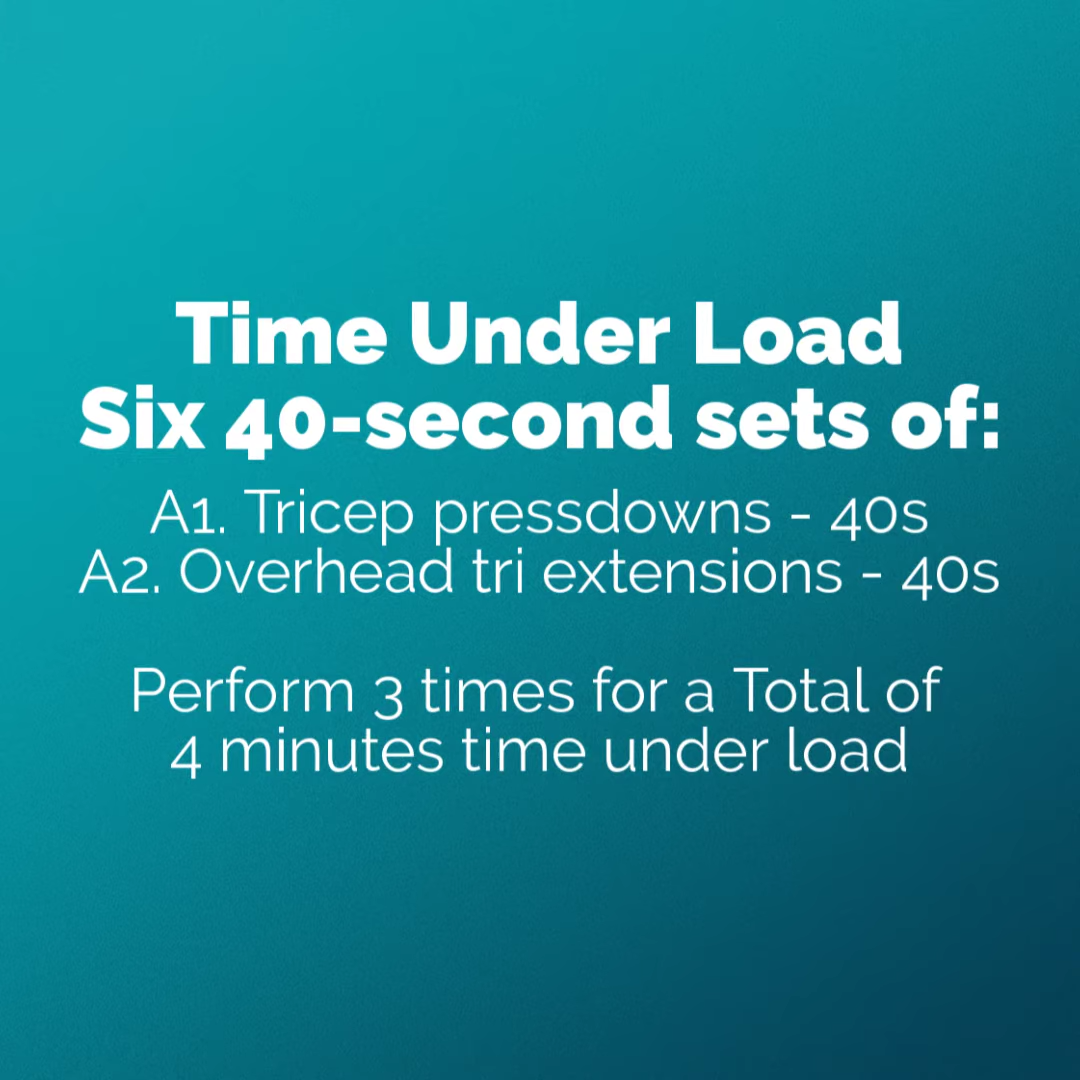 Time Under Load
Six 40-second sets of:
A1. Tricep pressdowns - 40s
A2. Overhead tri extensions - 40s
Perform 3 times for a Total of
4 minutes time under load